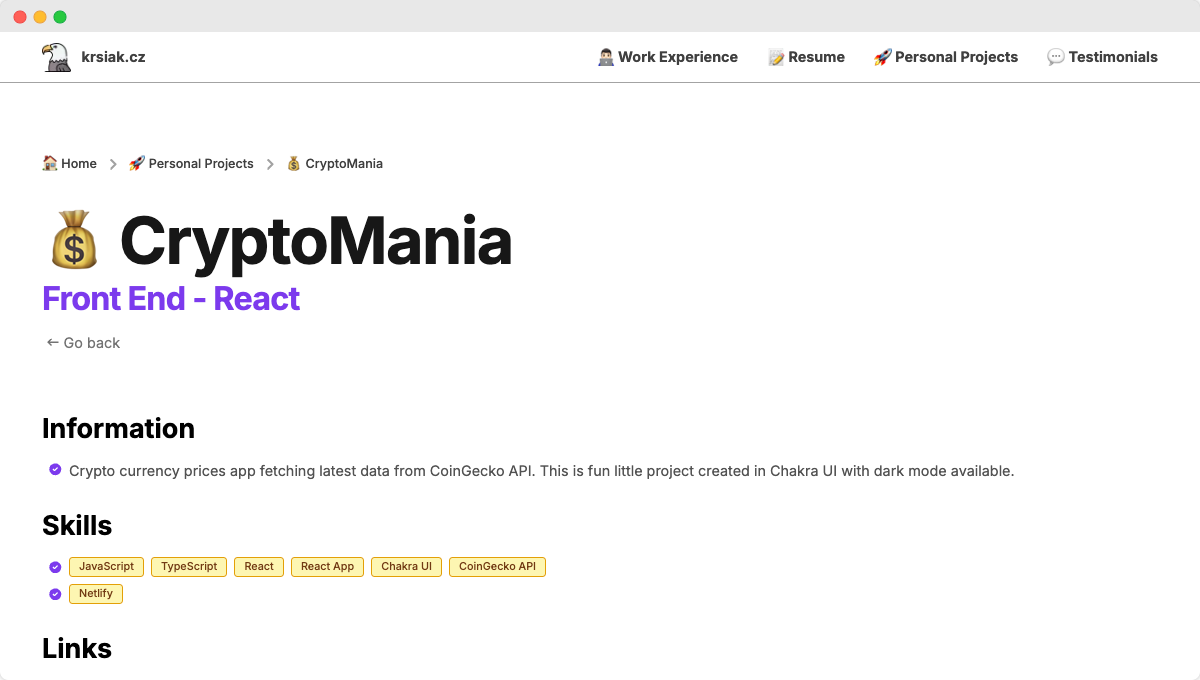 krsiak.cz
Work Experience
Resume
Personal Projects
Testimonials
Home
Personal Projects
CryptoMania
CryptoMania
Front End - React
← Go back
Information
Crypto currency prices app fetching latest data from CoinGecko API. This is fun little project created in Chakra UI with dark mode available.
Skills
JavaScript TypeScript React React App Chakra UI CoinGecko API
Netlify
Links